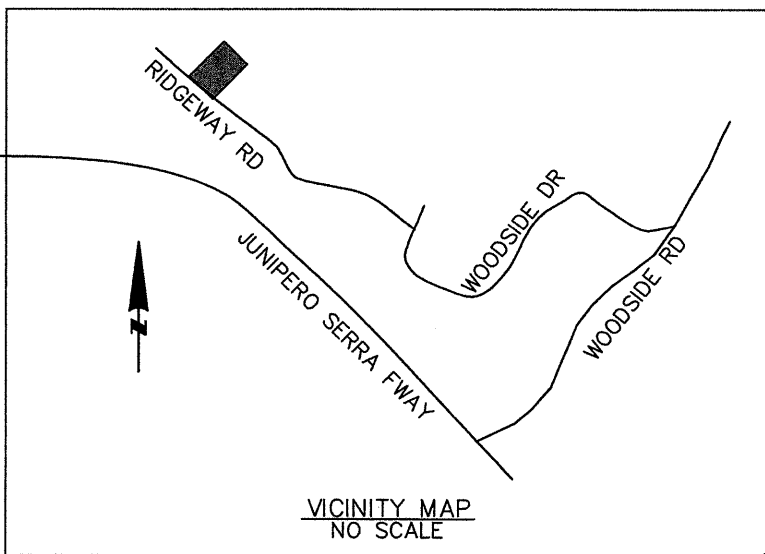 RIDGEWAY RD
WOODSIDE DR
JUNIPERO SERRA FWAY
WOODSIDE RD
N
VICINITY MAP
NO SCALE